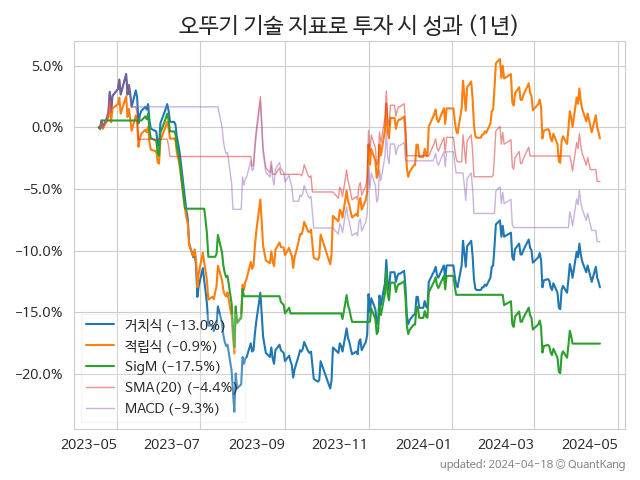 오뚜기 기술 지표로 투자 시 성과 (1년)
5.0%
0.0%
−5.0%
−10.0%
−15.0%
−20.0%
거치식 (−13.0%)
적립식 (−0.9%)
SigM (−17.5%)
SMA(20) (−4.4%)
MACD (−9.3%)
2023-05 2023-07 2023-09 2023-11 2024-01 2024-03 2024-05
updated: 2024-04-18 © QuantKang